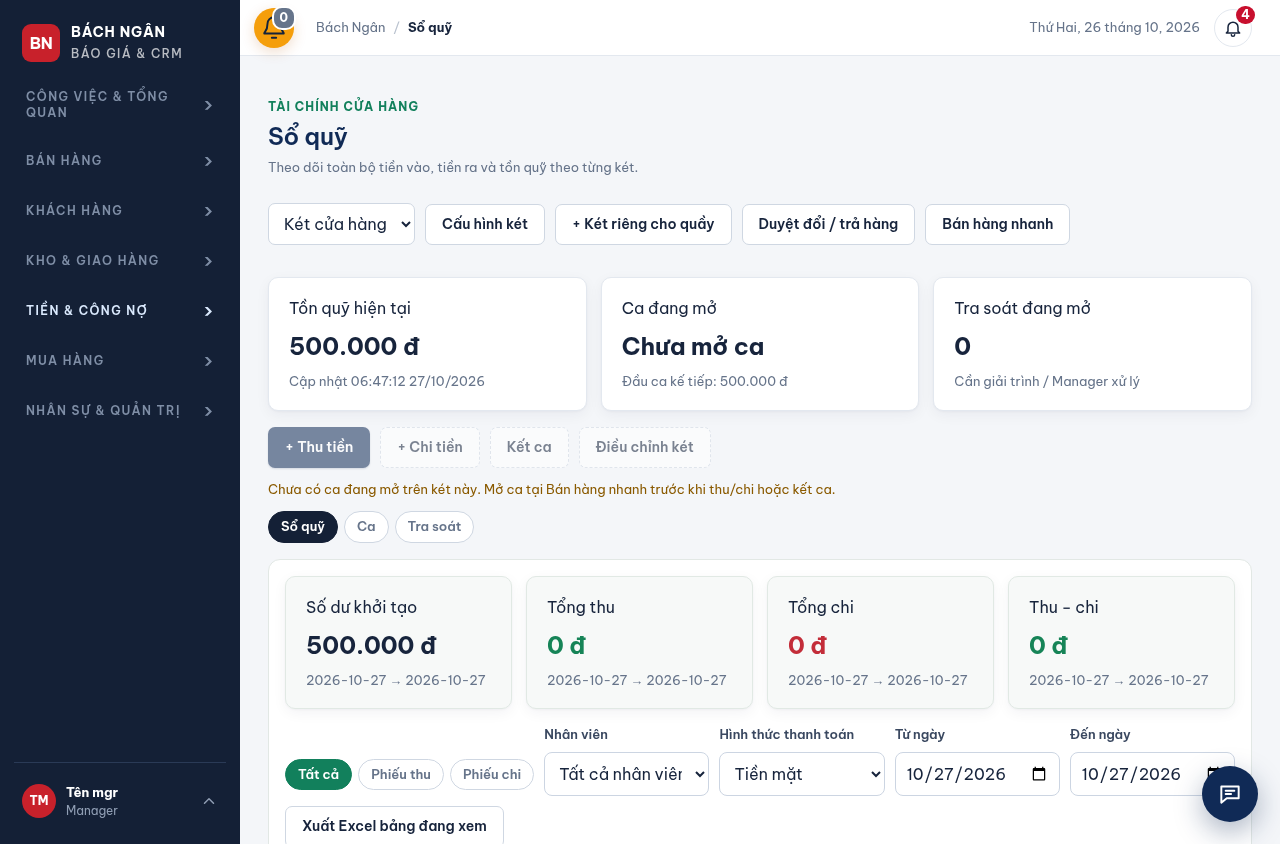 BN
BÁCH NGÂN
BÁO GIÁ & CRM
CÔNG VIỆC & TỔNG QUAN
BÁN HÀNG
KHÁCH HÀNG
KHO & GIAO HÀNG
TIỀN & CÔNG NỢ
MUA HÀNG
NHÂN SỰ & QUẢN TRỊ
TM
Tên mgr
Manager
0
Bách Ngân / Sổ quỹ
Thứ Hai, 26 tháng 10, 2026
4
TÀI CHÍNH CỬA HÀNG
Sổ quỹ
Theo dõi toàn bộ tiền vào, tiền ra và tồn quỹ theo từng két.
Két cửa hàng
Cấu hình két
+ Két riêng cho quầy
Duyệt đổi / trả hàng
Bán hàng nhanh
Tồn quỹ hiện tại
500.000 đ
Cập nhật 06:47:12 27/10/2026
Ca đang mở
Chưa mở ca
Đầu ca kế tiếp: 500.000 đ
Tra soát đang mở
0
Cần giải trình / Manager xử lý
+ Thu tiền
+ Chi tiền
Kết ca
Điều chỉnh két
Chưa có ca đang mở trên két này. Mở ca tại Bán hàng nhanh trước khi thu/chi hoặc kết ca.
Sổ quỹ
Ca
Tra soát
Số dư khởi tạo
500.000 đ
2026-10-27 → 2026-10-27
Tổng thu
0 đ
2026-10-27 → 2026-10-27
Tổng chi
0 đ
2026-10-27 → 2026-10-27
Thu – chi
0 đ
2026-10-27 → 2026-10-27
Tất cả
Phiếu thu
Phiếu chi
Nhân viên
Tất cả nhân viên
Hình thức thanh toán
Tiền mặt
Từ ngày
10/27/2026
Đến ngày
10/27/2026
Xuất Excel bảng đang xem